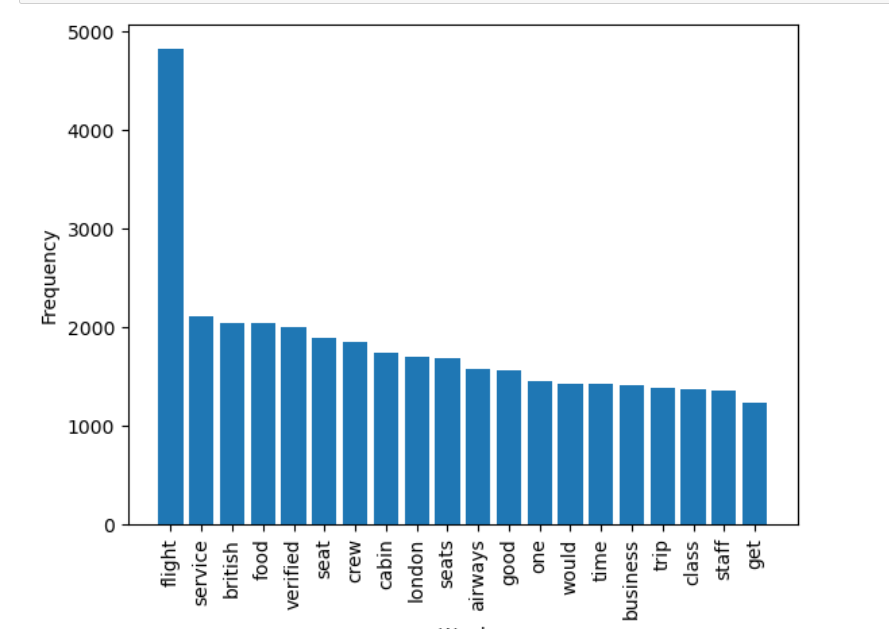 5000
4000
3000
2000
1000
0
Frequency
flight
service
british
food
verified
seat
crew
cabin
london
seats
airways
good
one
would
time
business
trip
class
staff
get